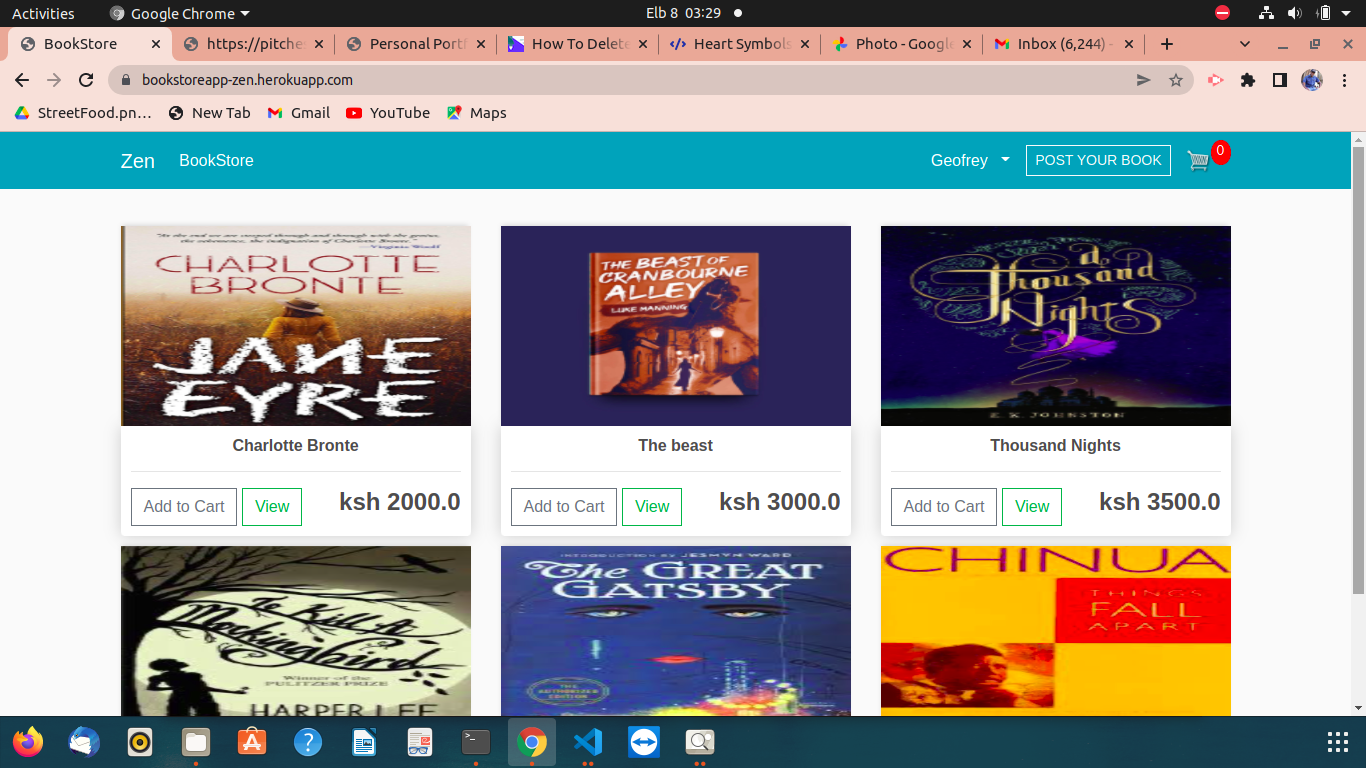 Activities
Google Chrome
Elb 8 03:29
BookStore
https://pitche
Personal Portf
How To Delete
Heart Symbols
Photo - Google
Inbox (6,244) -
bookstoreapp-zen.herokuapp.com
StreetFood.pn…
New Tab
Gmail
YouTube
Maps
Zen
BookStore
Geofrey
POST YOUR BOOK
0
CHARLOTTE
BRONTE
JANE
EYRE
Charlotte Bronte
Add to Cart
View
ksh 2000.0
THE BEAST OF
CRANBOURNE
ALLEY
LUKE MANNING
The beast
Add to Cart
View
ksh 3000.0
a
Thousand
Nights
E. K. JOHNSTON
Thousand Nights
Add to Cart
View
ksh 3500.0
To Kill A
Mockingbird
Winner of the
PULITZER PRIZE
HARPER LEE
INTRODUCTION BY JESMYN WARD
The GREAT
GATSBY
THE
AUTHORIZED
EDITION
CHINUA
THINGS
FALL
APART